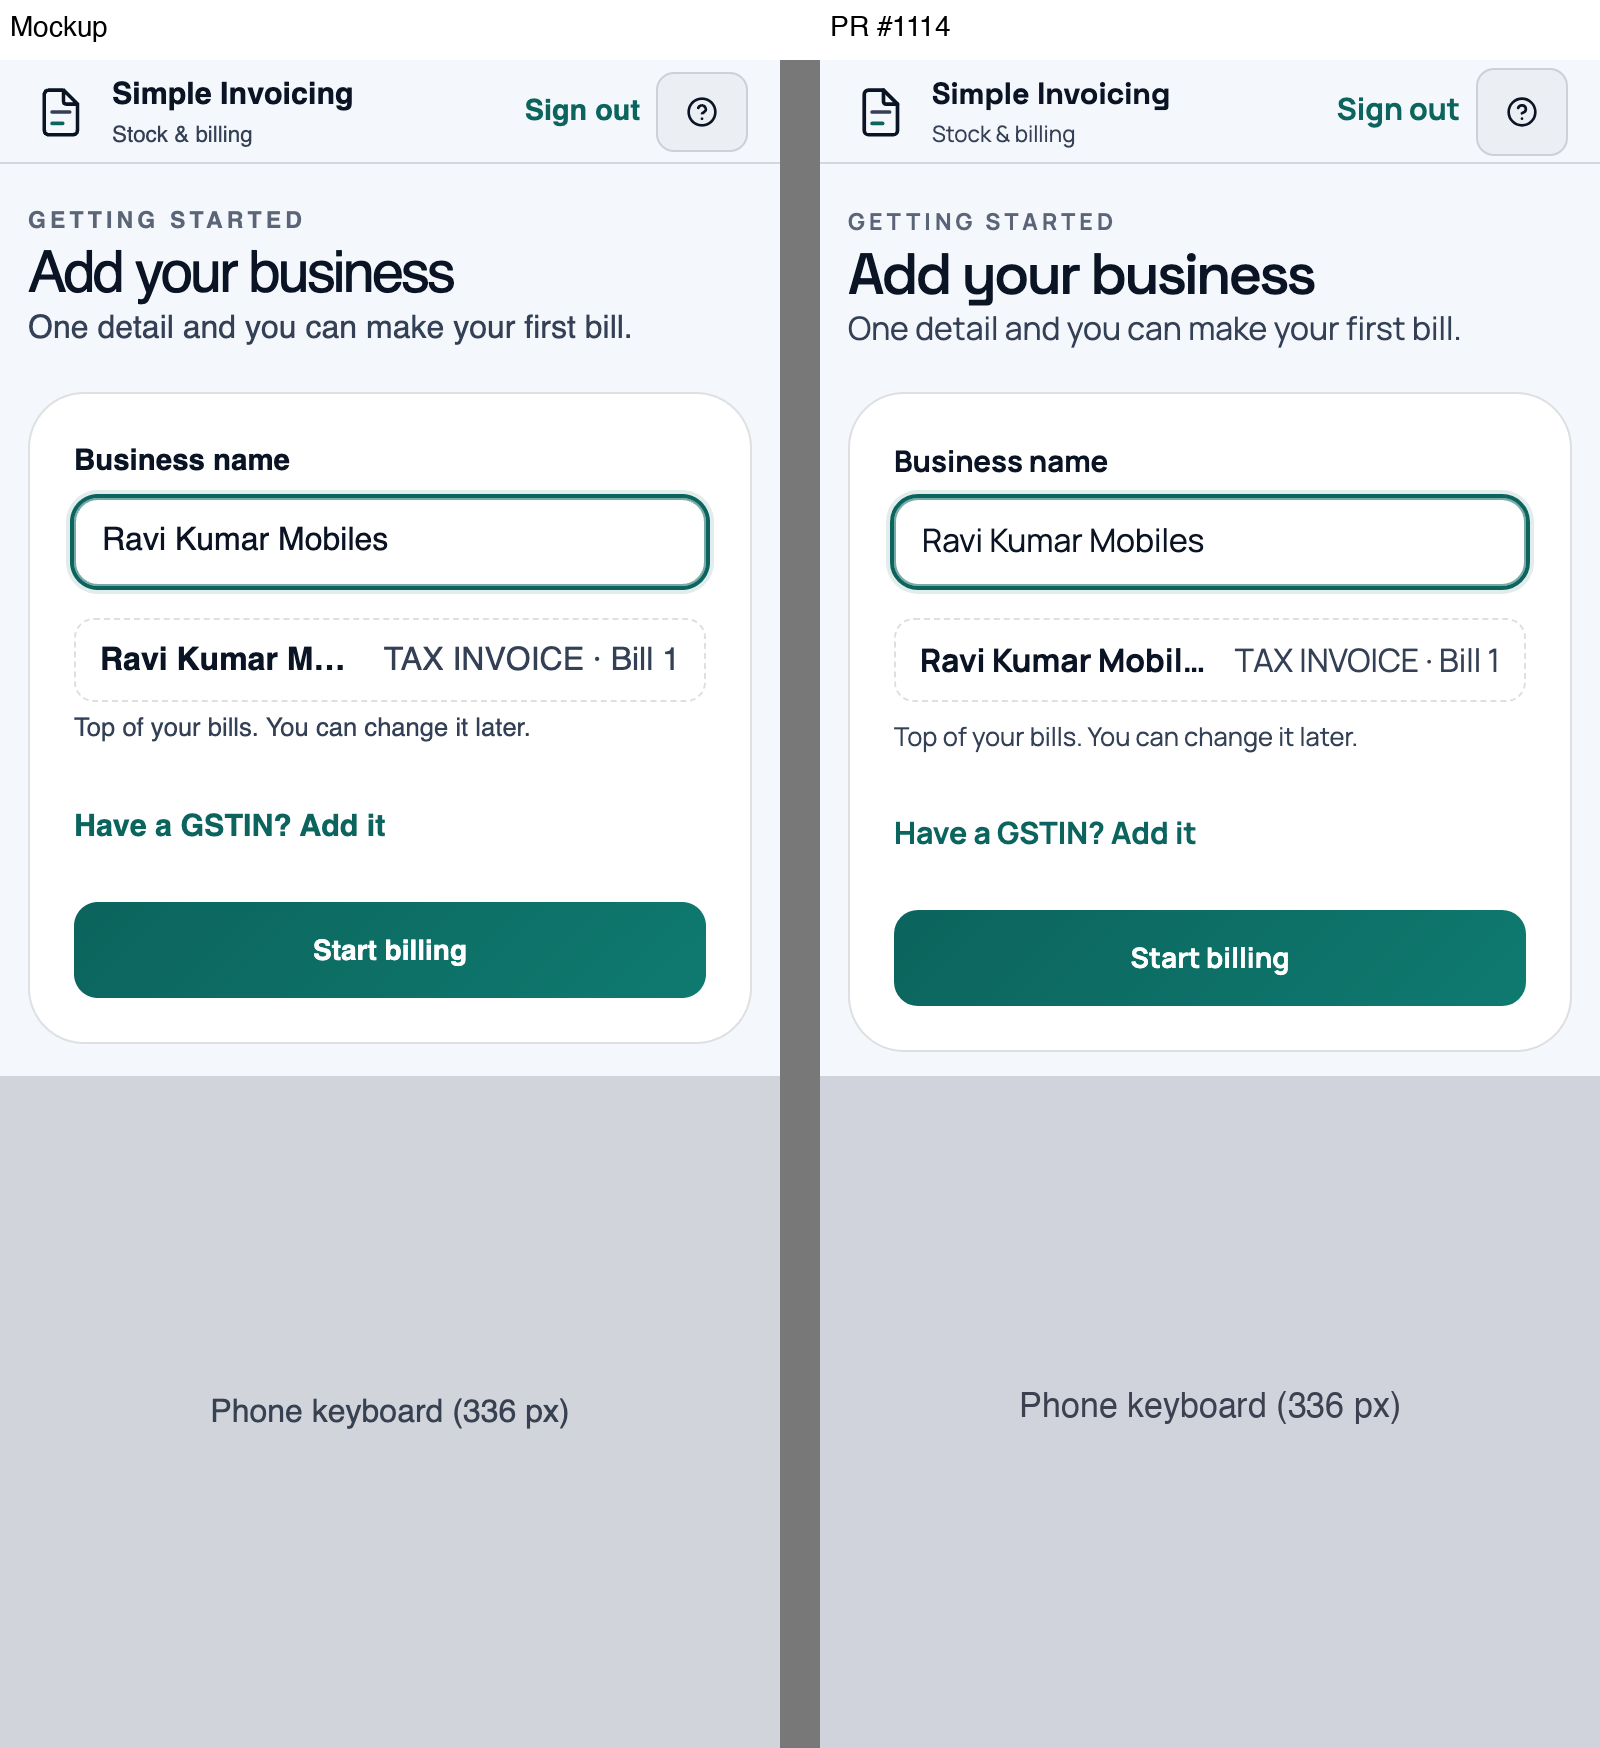 Mockup
Simple Invoicing
Stock & billing
Sign out
GETTING STARTED
Add your business
One detail and you can make your first bill.
Business name
Ravi Kumar Mobiles
Ravi Kumar M... TAX INVOICE · Bill 1
Top of your bills. You can change it later.
Have a GSTIN? Add it
Start billing
Phone keyboard (336 px)
PR #1114
Simple Invoicing
Stock & billing
Sign out
GETTING STARTED
Add your business
One detail and you can make your first bill.
Business name
Ravi Kumar Mobiles
Ravi Kumar Mobil... TAX INVOICE · Bill 1
Top of your bills. You can change it later.
Have a GSTIN? Add it
Start billing
Phone keyboard (336 px)